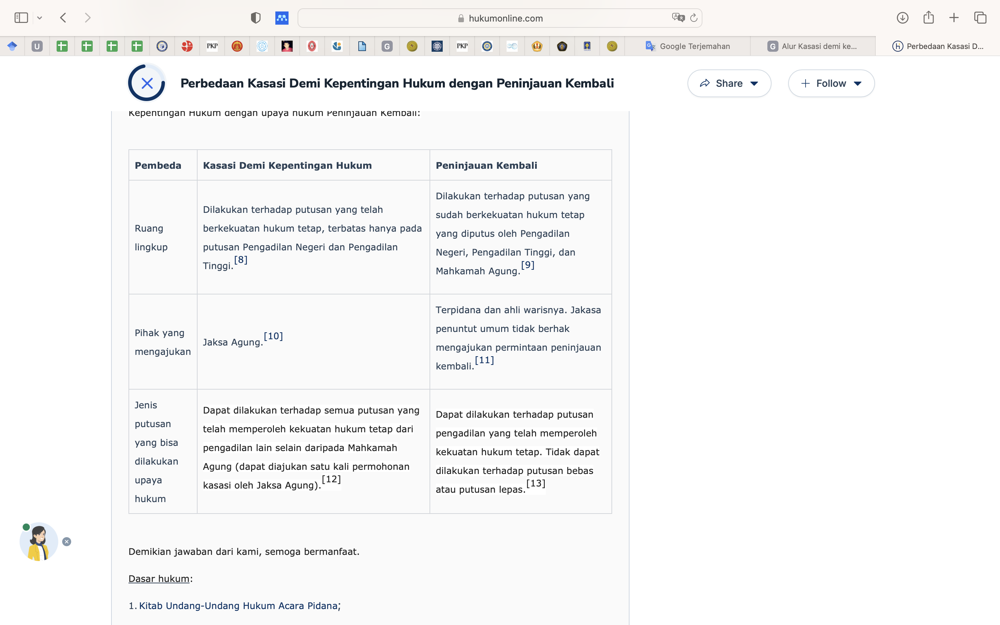 hukumonline.com
U
PKP
G
PKP
Google Terjemahan
G Alur Kasasi demi ke...
H Perbedaan Kasasi D...
Perbedaan Kasasi Demi Kepentingan Hukum dengan Peninjauan Kembali
Share
Follow
Kepentingan Hukum dengan upaya hukum Peninjauan Kembali:
Pembeda
Kasasi Demi Kepentingan Hukum
Peninjauan Kembali
Ruang
lingkup
Dilakukan terhadap putusan yang telah
berkekuatan hukum tetap, terbatas hanya pada
putusan Pengadilan Negeri dan Pengadilan
Tinggi.[8]
Dilakukan terhadap putusan yang
sudah berkekuatan hukum tetap
yang diputus oleh Pengadilan
Negeri, Pengadilan Tinggi, dan
Mahkamah Agung.[9]
Pihak yang
mengajukan
Jaksa Agung.[10]
Terpidana dan ahli warisnya. Jakasa
penuntut umum tidak berhak
mengajukan permintaan peninjauan
kembali.[11]
Jenis
putusan
yang bisa
dilakukan
upaya
hukum
Dapat dilakukan terhadap semua putusan yang
telah memperoleh kekuatan hukum tetap dari
pengadilan lain selain daripada Mahkamah
Agung (dapat diajukan satu kali permohonan
kasasi oleh Jaksa Agung).[12]
Dapat dilakukan terhadap putusan
pengadilan yang telah memperoleh
kekuatan hukum tetap. Tidak dapat
dilakukan terhadap putusan bebas
atau putusan lepas.[13]
Demikian jawaban dari kami, semoga bermanfaat.
Dasar hukum:
1. Kitab Undang-Undang Hukum Acara Pidana;